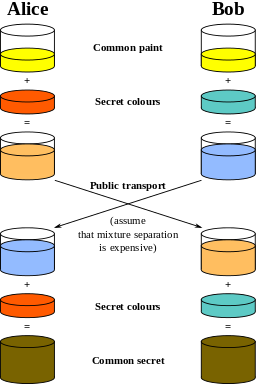 Alice Bob
Common paint
+ +
Secret colours
= =
Public transport
(assume
that mixture separation
is expensive)
+ +
Secret colours
= =
Common secret